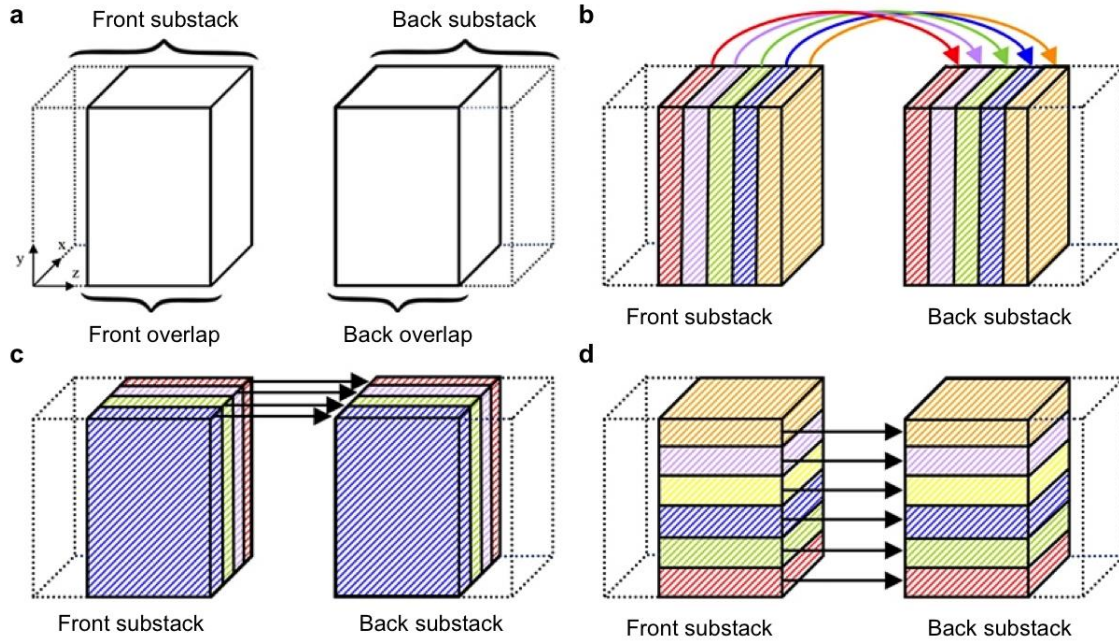 a
Front substack
Back substack
y
x
z
Front overlap
Back overlap
b
Front substack
Back substack
c
Front substack
Back substack
d
Front substack
Back substack